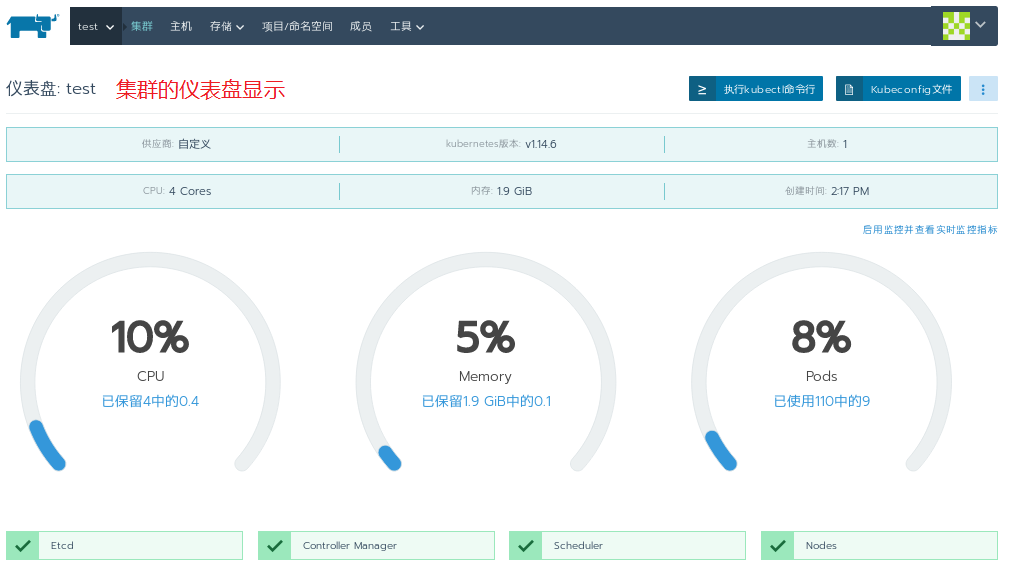 test 集群 主机 存储 项目/命名空间 成员 工具
仪表盘: test 集群的仪表盘显示 执行kubectl命令行 Kubeconfig文件
供应商: 自定义 kubernetes版本: v1.14.6 主机数: 1
CPU: 4 Cores 内存: 1.9 GiB 创建时间: 2:17 PM
启用监控并查看实时监控指标
10% 5% 8%
CPU Memory Pods
已保留4中的0.4 已保留1.9 GiB中的0.1 已使用110中的9
Etcd Controller Manager Scheduler Nodes